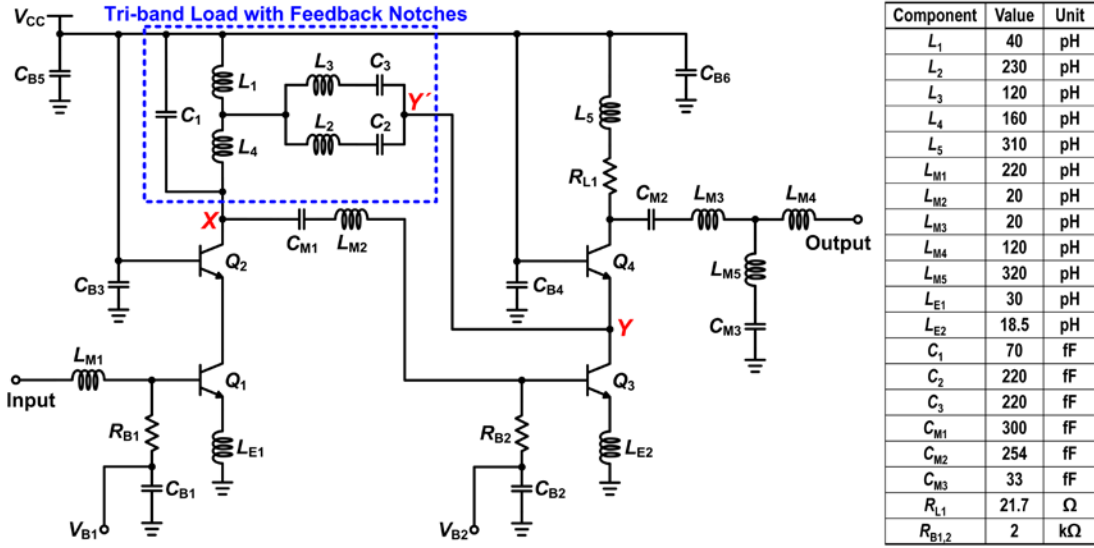 Tri-band Load with Feedback Notches
VCC
CB5
C1
L1
L4
L3
C3
L2
C2
Y´
X
CM1
LM2
Q2
CB3
LM1
Input
Q1
RB1
LE1
CB1
VB1
CB6
L5
RL1
CM2
LM3
LM4
Output
LM5
CM3
Q4
CB4
Y
Q3
RB2
LE2
CB2
VB2
Component Value Unit
L1 40 pH
L2 230 pH
L3 120 pH
L4 160 pH
L5 310 pH
LM1 220 pH
LM2 20 pH
LM3 20 pH
LM4 120 pH
LM5 320 pH
LE1 30 pH
LE2 18.5 pH
C1 70 fF
C2 220 fF
C3 220 fF
CM1 300 fF
CM2 254 fF
CM3 33 fF
RL1 21.7 Ω
RB1,2 2 kΩ